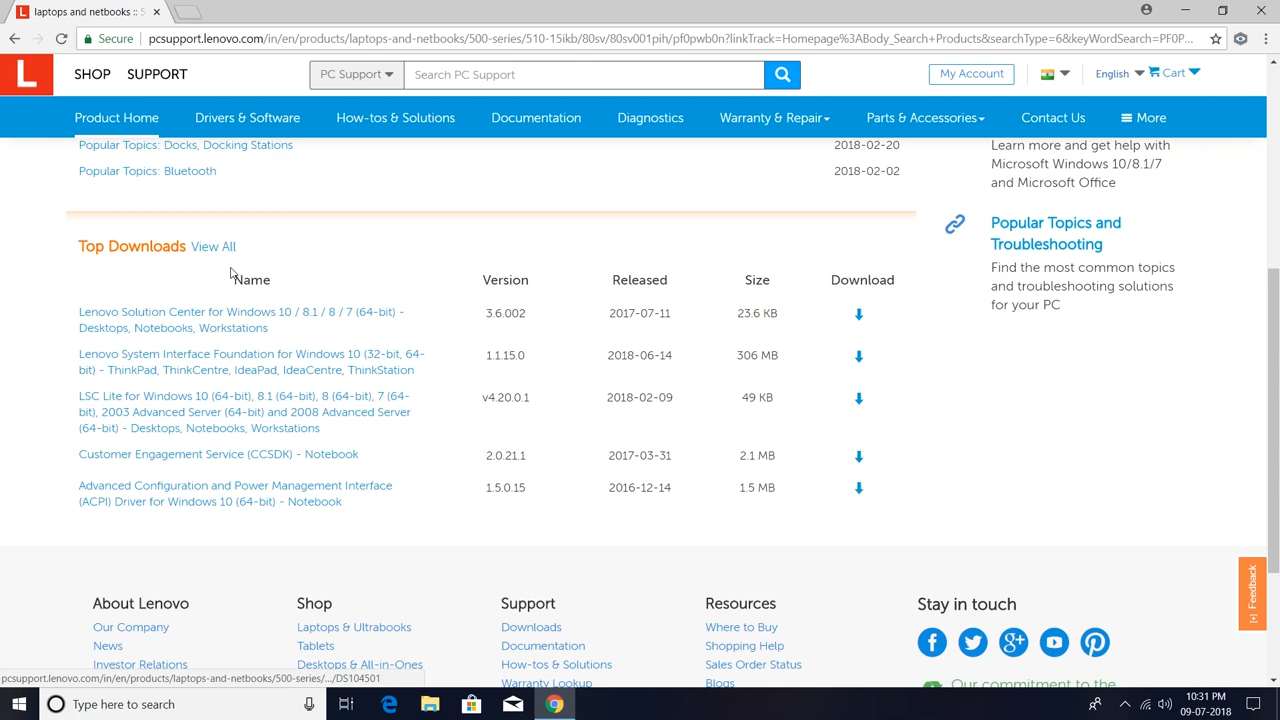 laptops and netbooks :: 5
Secure
pcsupport.lenovo.com/in/en/products/laptops-and-netbooks/500-series/510-15ikb/80sv/80sv001pih/pf0pwb0n?linkTrack=Homepage%3ABody_Search+Products&searchType=6&keyWordSearch=PF0P...
L
SHOP SUPPORT
PC Support
Search PC Support
My Account
English
Cart
Product Home
Drivers & Software
How-tos & Solutions
Documentation
Diagnostics
Warranty & Repair
Parts & Accessories
Contact Us
More
Popular Topics: Docks, Docking Stations 2018-02-20
Popular Topics: Bluetooth 2018-02-02
Learn more and get help with
Microsoft Windows 10/8.1/7
and Microsoft Office
Popular Topics and
Troubleshooting
Find the most common topics
and troubleshooting solutions
for your PC
Top Downloads View All
Name Version Released Size Download
Lenovo Solution Center for Windows 10 / 8.1 / 8 / 7 (64-bit) - 3.6.002 2017-07-11 23.6 KB
Desktops, Notebooks, Workstations
Lenovo System Interface Foundation for Windows 10 (32-bit, 64- 1.1.15.0 2018-06-14 306 MB
bit) - ThinkPad, ThinkCentre, IdeaPad, IdeaCentre, ThinkStation
LSC Lite for Windows 10 (64-bit), 8.1 (64-bit), 8 (64-bit), 7 (64- v4.20.0.1 2018-02-09 49 KB
bit), 2003 Advanced Server (64-bit) and 2008 Advanced Server
(64-bit) - Desktops, Notebooks, Workstations
Customer Engagement Service (CCSDK) - Notebook 2.0.21.1 2017-03-31 2.1 MB
Advanced Configuration and Power Management Interface 1.5.0.15 2016-12-14 1.5 MB
(ACPI) Driver for Windows 10 (64-bit) - Notebook
[+] Feedback
About Lenovo
Our Company
News
Investor Relations
Shop
Laptops & Ultrabooks
Tablets
Desktops & All-in-Ones
Support
Downloads
Documentation
How-tos & Solutions
Warranty Lookup
Resources
Where to Buy
Shopping Help
Sales Order Status
Blogs
Stay in touch
Our commitment to the
pcsupport.lenovo.com/in/en/products/laptops-and-netbooks/500-series/.../DS104501
Type here to search
10:31 PM
09-07-2018